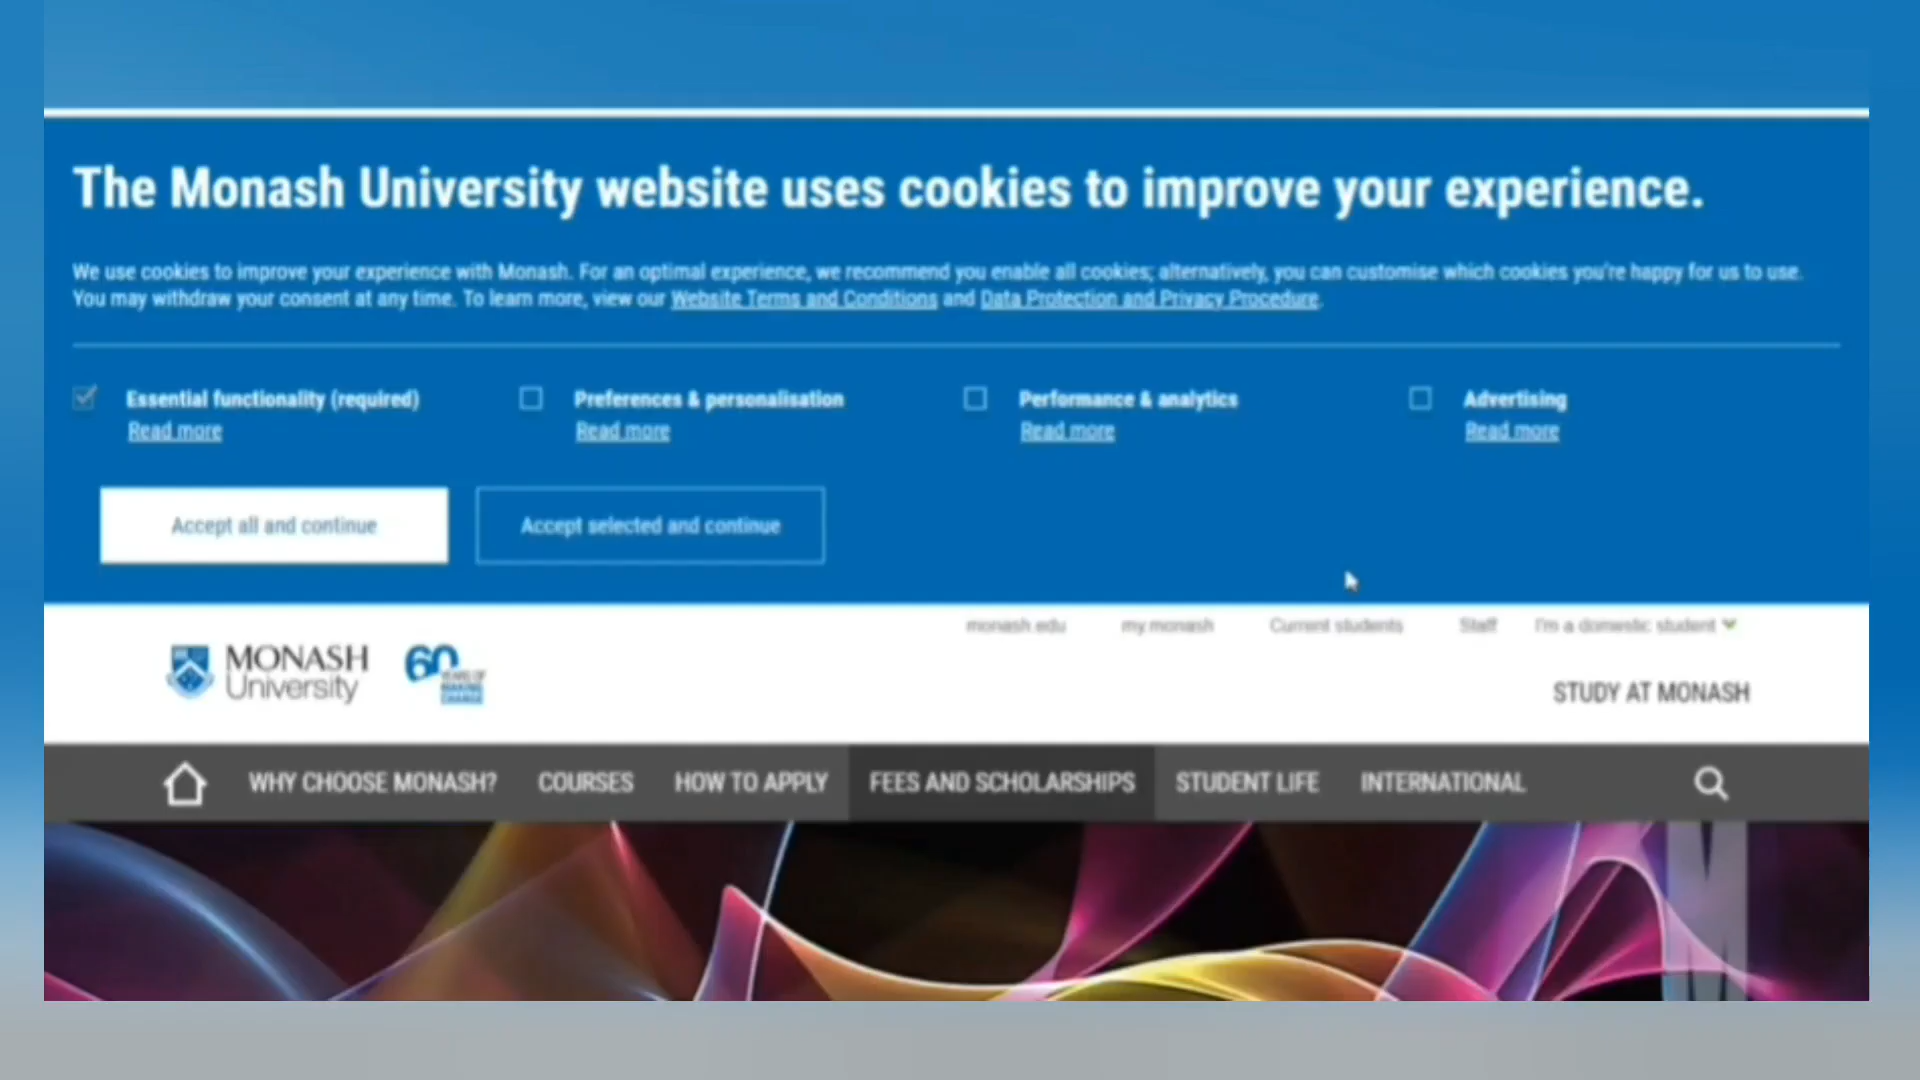 The Monash University website uses cookies to improve your experience.
We use cookies to improve your experience with Monash. For an optimal experience, we recommend you enable all cookies; alternatively, you can customise which cookies you're happy for us to use.
You may withdraw your consent at any time. To learn more, view our Website Terms and Conditions and Data Protection and Privacy Procedure.
Essential functionality (required) Preferences & personalisation Performance & analytics Advertising
Read more Read more Read more Read more
Accept all and continue Accept selected and continue
monash.edu my.monash Current students Staff I'm a domestic student
MONASH
University
60
YEARS OF
MAKING
CHANGE
STUDY AT MONASH
WHY CHOOSE MONASH? COURSES HOW TO APPLY FEES AND SCHOLARSHIPS STUDENT LIFE INTERNATIONAL
M